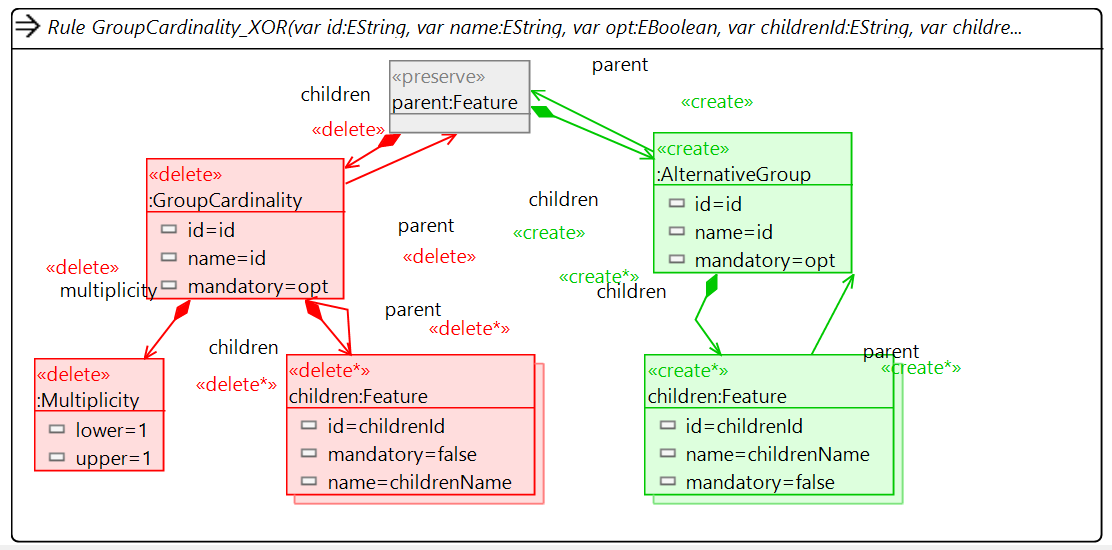 Rule GroupCardinality_XOR(var id:EString, var name:EString, var opt:EBoolean, var childrenId:EString, var childre...
«preserve»
parent:Feature
children
«delete»
parent
«create»
«delete»
:GroupCardinality
id=id
name=id
mandatory=opt
«create»
:AlternativeGroup
id=id
name=id
mandatory=opt
parent
«delete»
children
«create»
«delete»
multiplicity
«create*»
children
parent
«delete*»
children
«delete*»
parent
«create*»
«delete»
:Multiplicity
lower=1
upper=1
«delete*»
children:Feature
id=childrenId
mandatory=false
name=childrenName
«create*»
children:Feature
id=childrenId
name=childrenName
mandatory=false